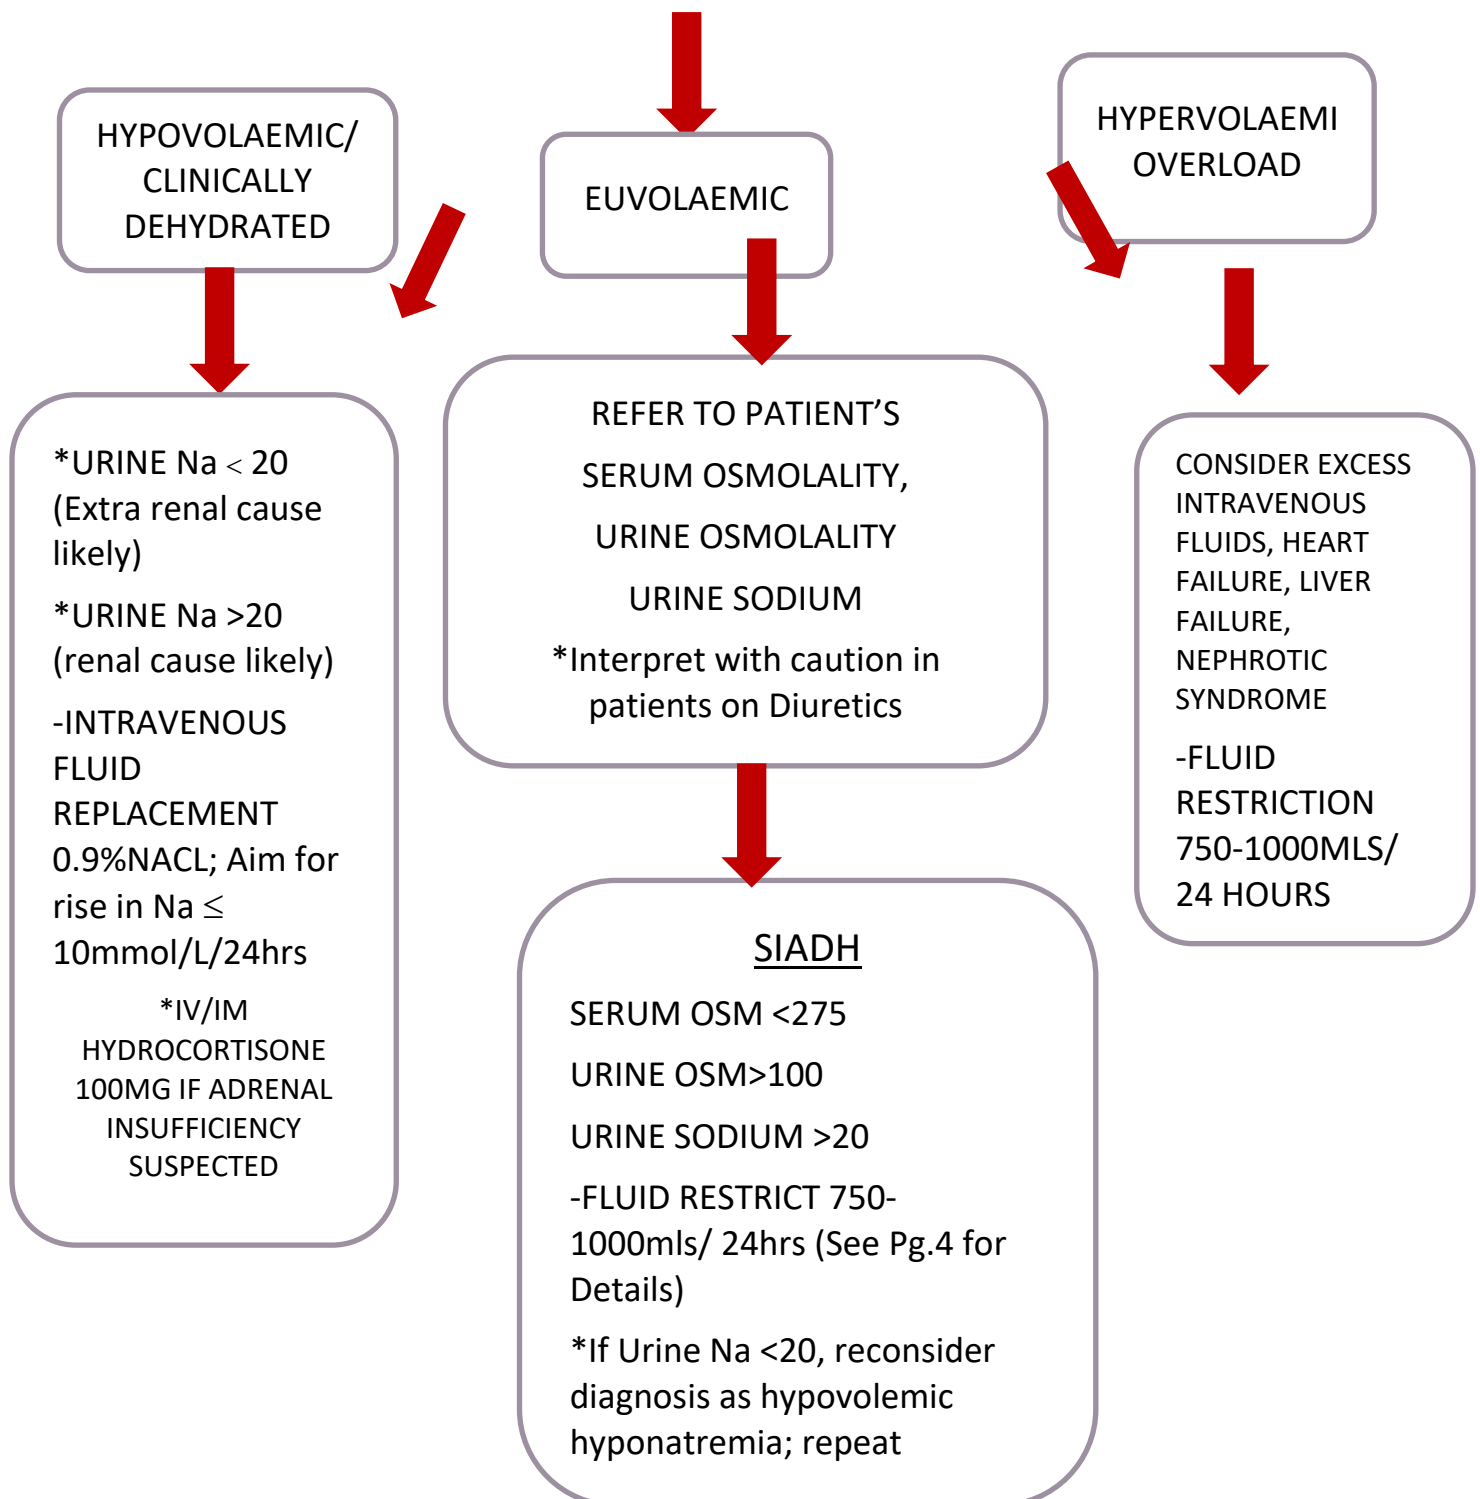 HYPOVOLAEMIC/
CLINICALLY
DEHYDRATED
EUVOLAEMIC
HYPERVOLAEMI
OVERLOAD
*URINE Na < 20
(Extra renal cause
likely)
*URINE Na >20
(renal cause likely)
-INTRAVENOUS
FLUID
REPLACEMENT
0.9%NACL; Aim for
rise in Na ≤
10mmol/L/24hrs
*IV/IM
HYDROCORTISONE
100MG IF ADRENAL
INSUFFICIENCY
SUSPECTED
REFER TO PATIENT’S
SERUM OSMOLALITY,
URINE OSMOLALITY
URINE SODIUM
*Interpret with caution in
patients on Diuretics
SIADH
SERUM OSM <275
URINE OSM>100
URINE SODIUM >20
-FLUID RESTRICT 750-
1000mls/ 24hrs (See Pg.4 for
Details)
*If Urine Na <20, reconsider
diagnosis as hypovolemic
hyponatremia; repeat
CONSIDER EXCESS
INTRAVENOUS
FLUIDS, HEART
FAILURE, LIVER
FAILURE,
NEPHROTIC
SYNDROME
-FLUID
RESTRICTION
750-1000MLS/
24 HOURS